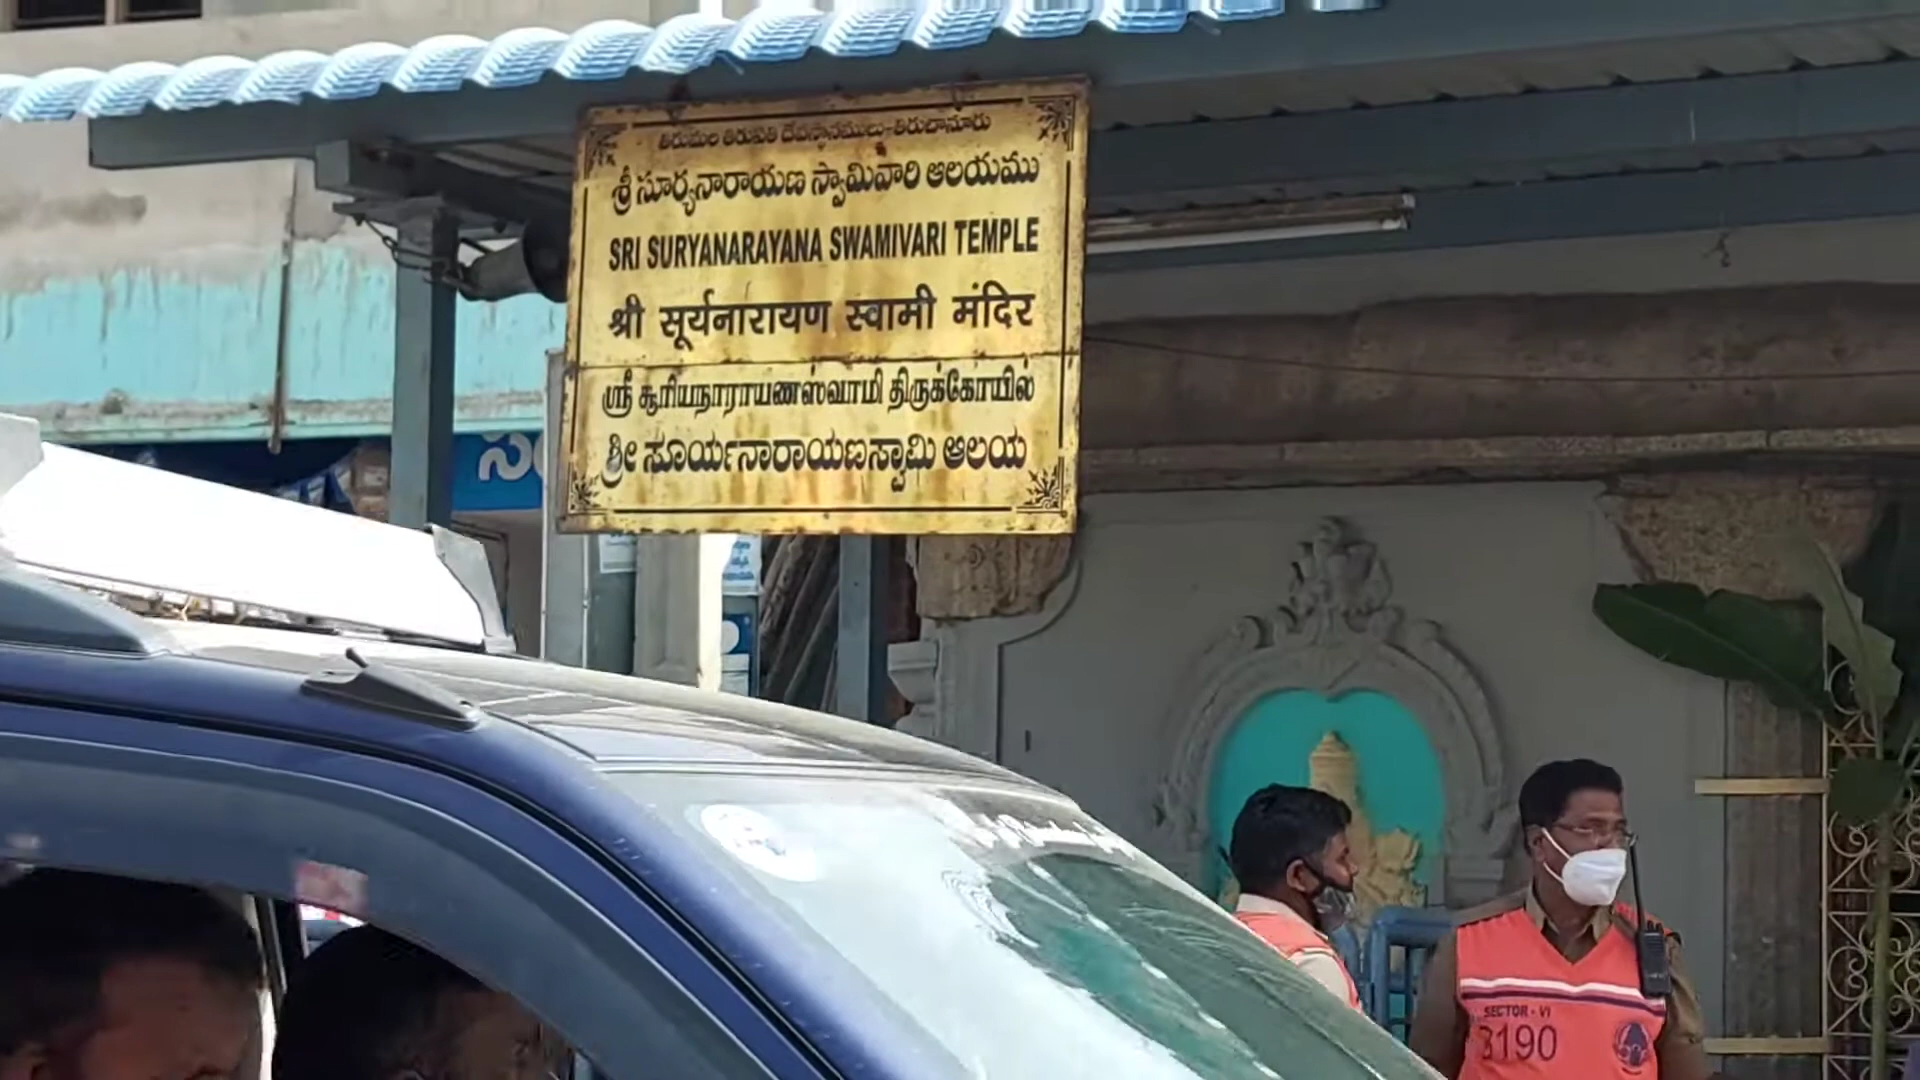 తిరుమల తిరుపతి దేవస్థానములు-తిరుచానూరు
శ్రీ సూర్యనారాయణ స్వామివారి ఆలయము
SRI SURYANARAYANA SWAMIVARI TEMPLE
श्री सूर्यनारायण स्वामी मंदिर
ஸ்ரீ சூரியநாராயணஸ்வாமி திருக்கோயில்
ಶ್ರೀ ಸೂರ್ಯನಾರಾಯಣಸ್ವಾಮಿ ಆಲಯ
SECTOR - VI
3190